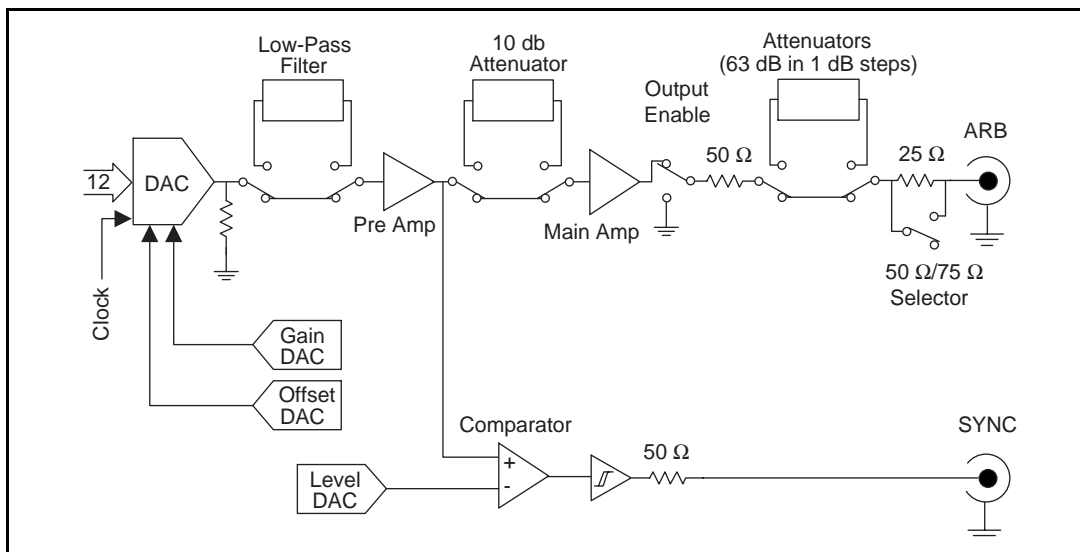 Low-Pass
Filter
10 db
Attenuator
Attenuators
(63 dB in 1 dB steps)
Output
Enable
ARB
50 Ω
25 Ω
12
DAC
Pre Amp
Main Amp
50 Ω/75 Ω
Selector
Clock
Gain
DAC
Offset
DAC
Comparator
SYNC
50 Ω
+
-
Level
DAC